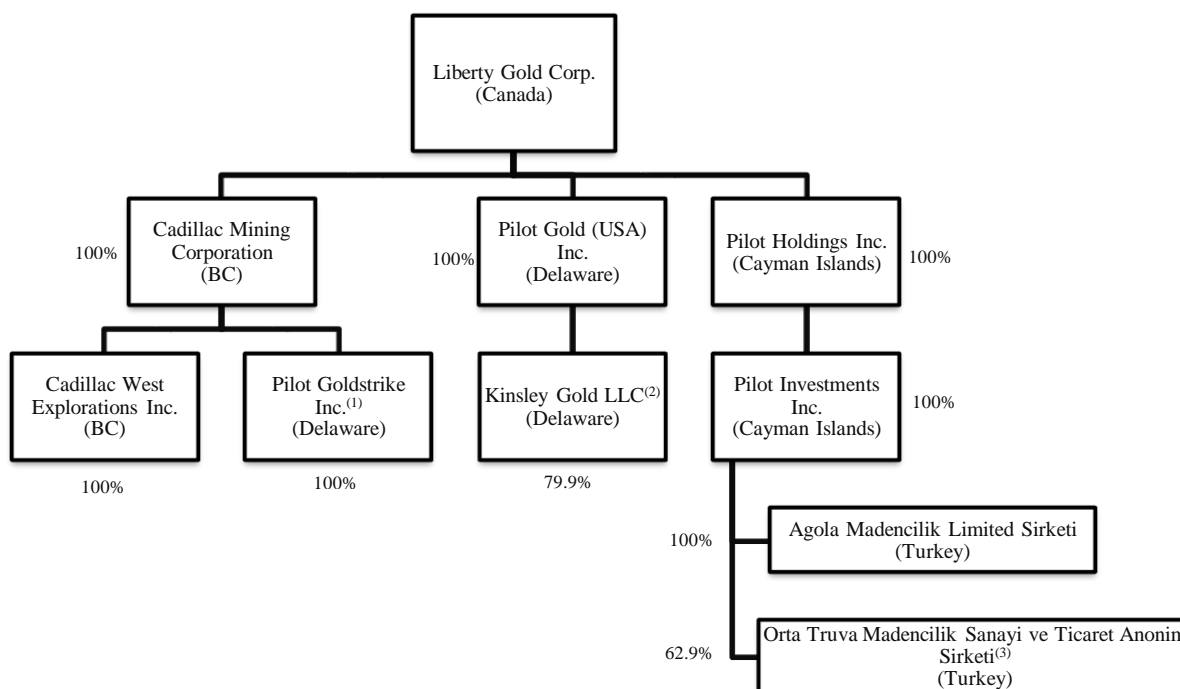 Liberty Gold Corp.
(Canada)
100%
Cadillac Mining
Corporation
(BC)
100%
Pilot Gold (USA)
Inc.
(Delaware)
Pilot Holdings Inc.
(Cayman Islands)
100%
Cadillac West
Explorations Inc.
(BC)
Pilot Goldstrike
Inc.(1)
(Delaware)
Kinsley Gold LLC(2)
(Delaware)
Pilot Investments
Inc.
(Cayman Islands)
100%
100%
100%
79.9%
100%
Agola Madencilik Limited Sirketi
(Turkey)
62.9%
Orta Truva Madencilik Sanayi ve Ticaret Anonim
Sirketi(3)
(Turkey)